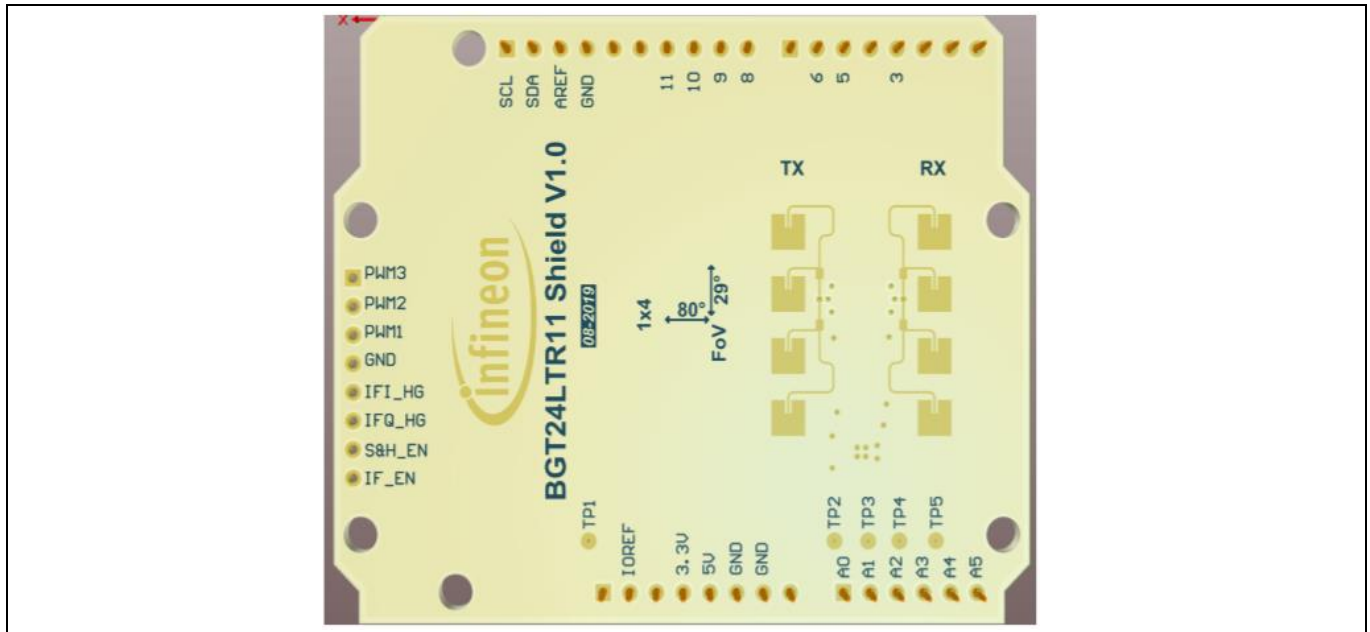 X
SCL
SDA
AREF
GND
11
10
9
8
6
5
3
TX
RX
PWM3
PWM2
PWM1
GND
IFI_HG
IFQ_HG
S&H_EN
IF_EN
infineon
BGT24LTR11 Shield V1.0
08-2019
1x4
80°
29°
FoV
TP1
TP2
TP3
TP4
TP5
IOREF
3.3V
5V
GND
GND
A0
A1
A2
A3
A4
A5